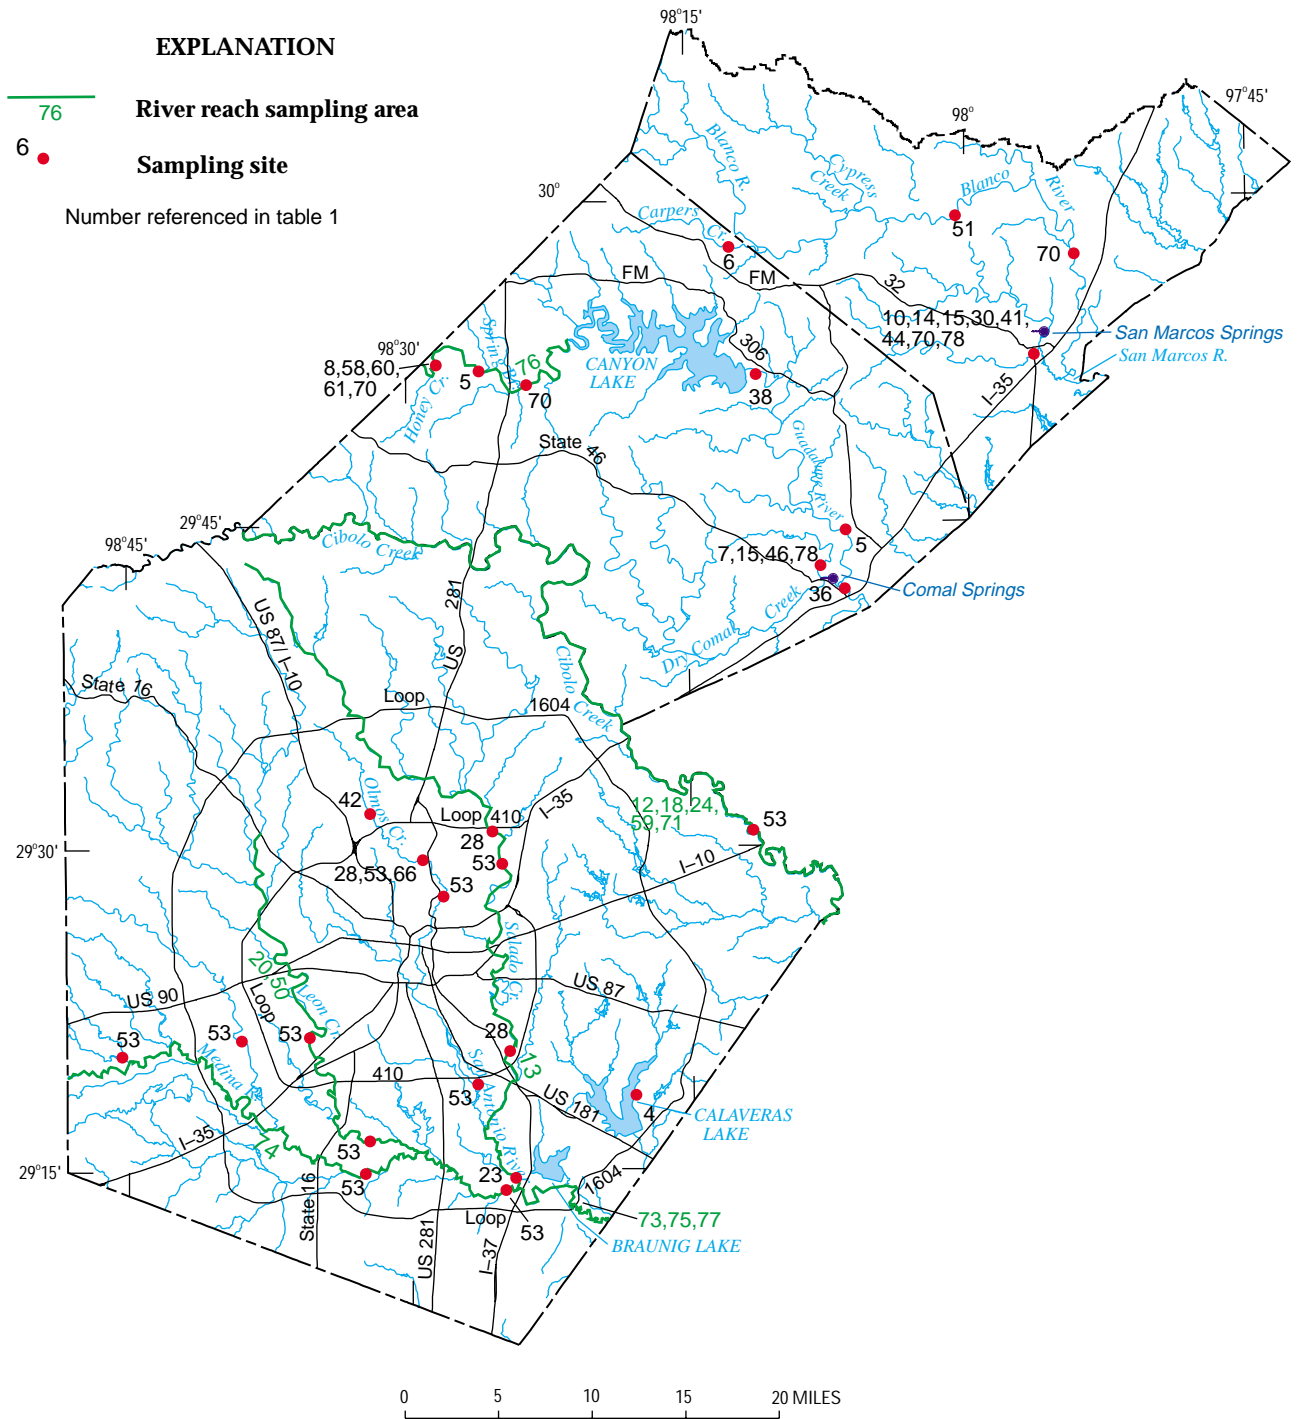 EXPLANATION
76
River reach sampling area
6
Sampling site
Number referenced in table 1
98°15'
97°45'
98°
30°
Blanco R.
Cypress
Creek
Blanco
River
Carpers
Cr.
51
6
70
FM
FM
32
10,14,15,30,41,
44,70,78
San Marcos Springs
San Marcos R.
98°30'
8,58,60,
61,70
Honey Cr.
5
76
70
CANYON
LAKE
306
38
I–35
State 46
Guadalupe River
29°45'
98°45'
Cibolo Creek
7,15,46,78
5
36
Comal Springs
Dry Comal Creek
281
US
US 87/ I–10
State 16
Loop
1604
Cibolo
Creek
42
Olmos Cr.
Loop
410
I–35
12,18,24,
59,71
53
28
53
28,53,66
53
29°30'
I–10
Salado Cr.
20,50
Leon Cr.
Loop
US 90
US 87
53
53
53
28
13
Medina R.
410
53
San Antonio River
US 181
4
CALAVERAS
LAKE
I–35
74
53
53
29°15'
State 16
23
53
1604
73,75,77
Loop
BRAUNIG LAKE
US 281
I–37
0
5
10
15
20 MILES